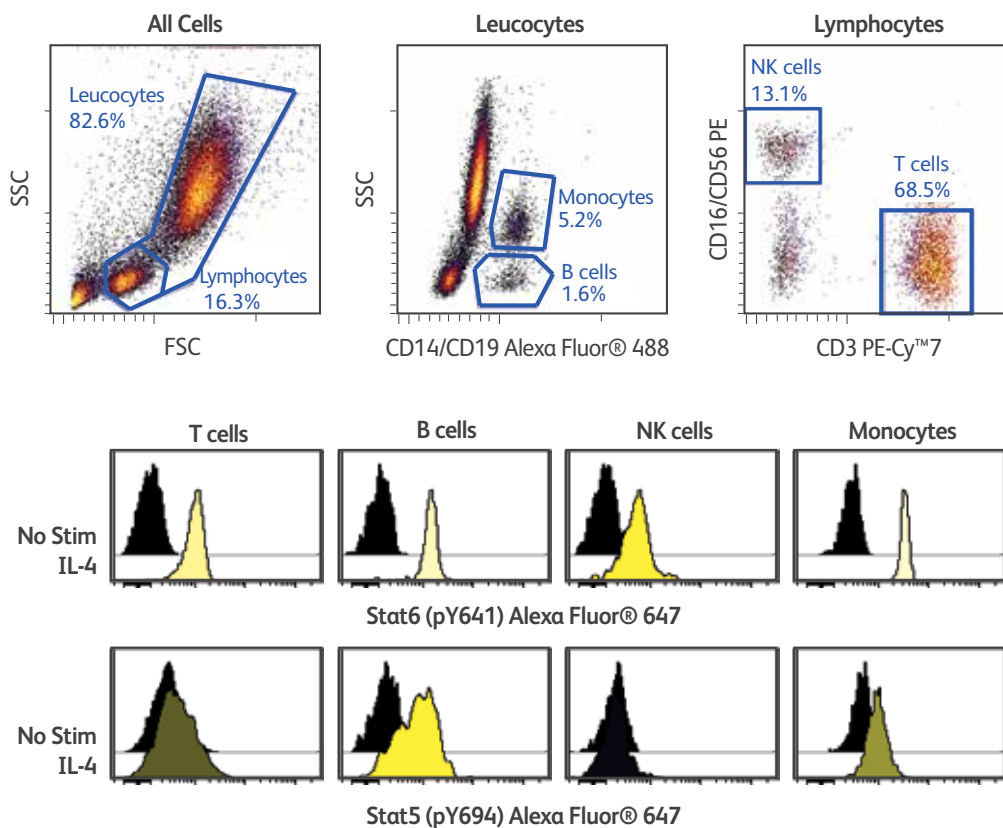 All Cells
Leucocytes
Lymphocytes
SSC
Leucocytes
82.6%
Lymphocytes
16.3%
FSC
SSC
Monocytes
5.2%
B cells
1.6%
CD14/CD19 Alexa Fluor® 488
CD16/CD56 PE
NK cells
13.1%
T cells
68.5%
CD3 PE-Cy™7
T cells
B cells
NK cells
Monocytes
No Stim
IL-4
Stat6 (pY641) Alexa Fluor® 647
No Stim
IL-4
Stat5 (pY694) Alexa Fluor® 647